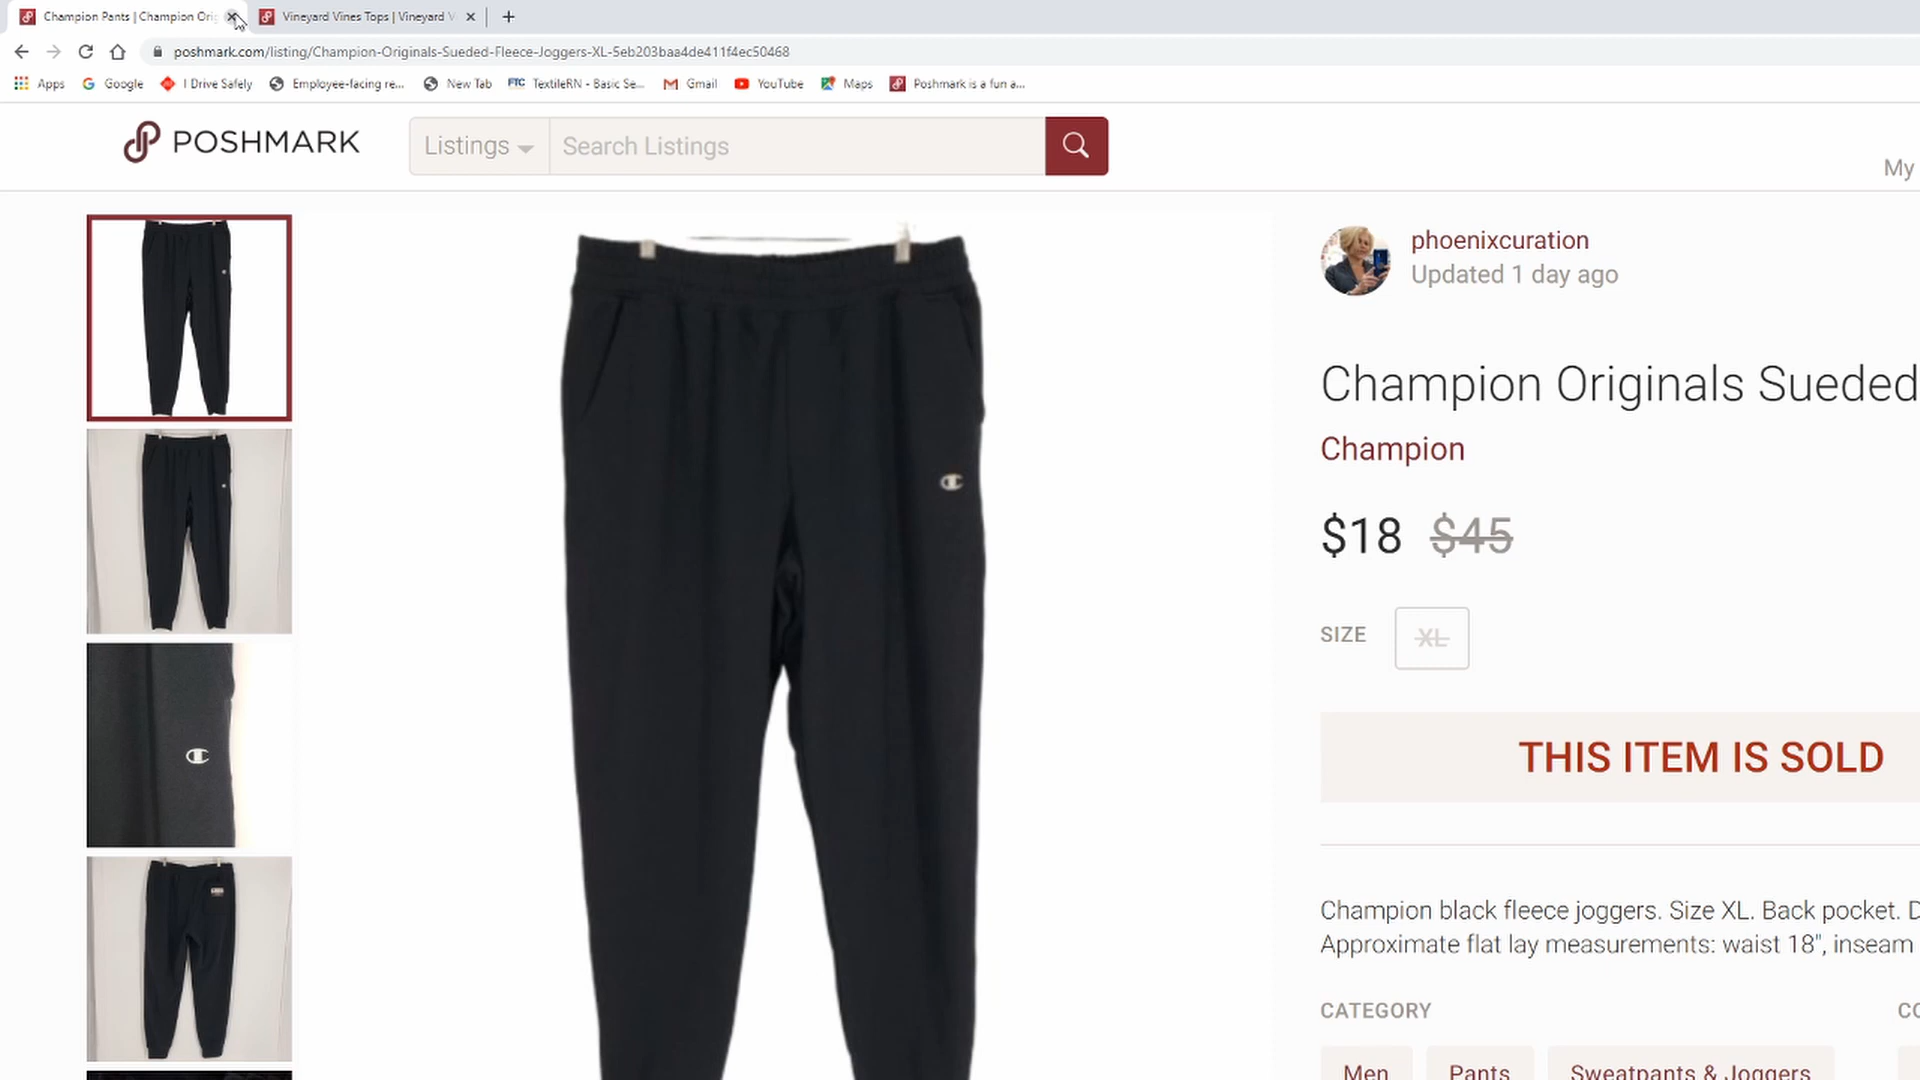 Champion Pants | Champion Orig
Vineyard Vines Tops | Vineyard V
poshmark.com/listing/Champion-Originals-Sueded-Fleece-Joggers-XL-5eb203baa4de411f4ec50468
Apps
Google
I Drive Safely
Employee-facing re...
New Tab
FTC
TextileRN - Basic Se...
Gmail
YouTube
Maps
Poshmark is a fun a...
POSHMARK
Listings
Search Listings
My
phoenixcuration
Updated 1 day ago
Champion Originals Sueded
Champion
$18 $45
SIZE XL
THIS ITEM IS SOLD
Champion black fleece joggers. Size XL. Back pocket. D
Approximate flat lay measurements: waist 18", inseam
CATEGORY
CO
Men
Pants
Sweatpants & Joggers